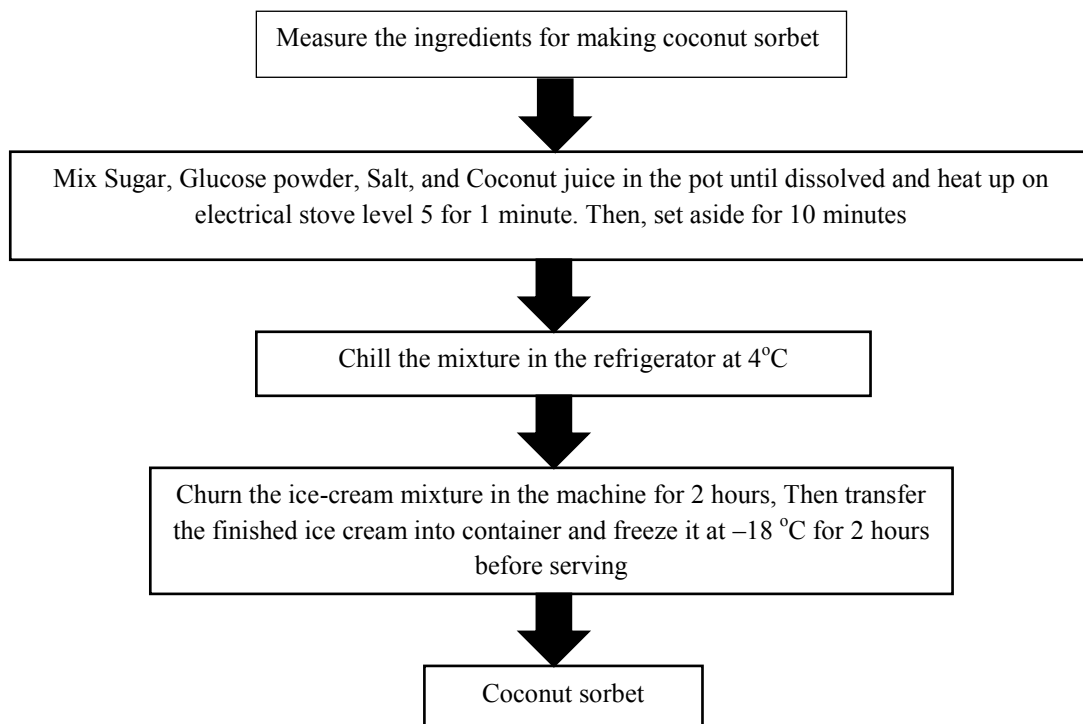 Measure the ingredients for making coconut sorbet
Mix Sugar, Glucose powder, Salt, and Coconut juice in the pot until dissolved and heat up on
electrical stove level 5 for 1 minute. Then, set aside for 10 minutes
Chill the mixture in the refrigerator at 4°C
Churn the ice-cream mixture in the machine for 2 hours, Then transfer
the finished ice cream into container and freeze it at –18 °C for 2 hours
before serving
Coconut sorbet